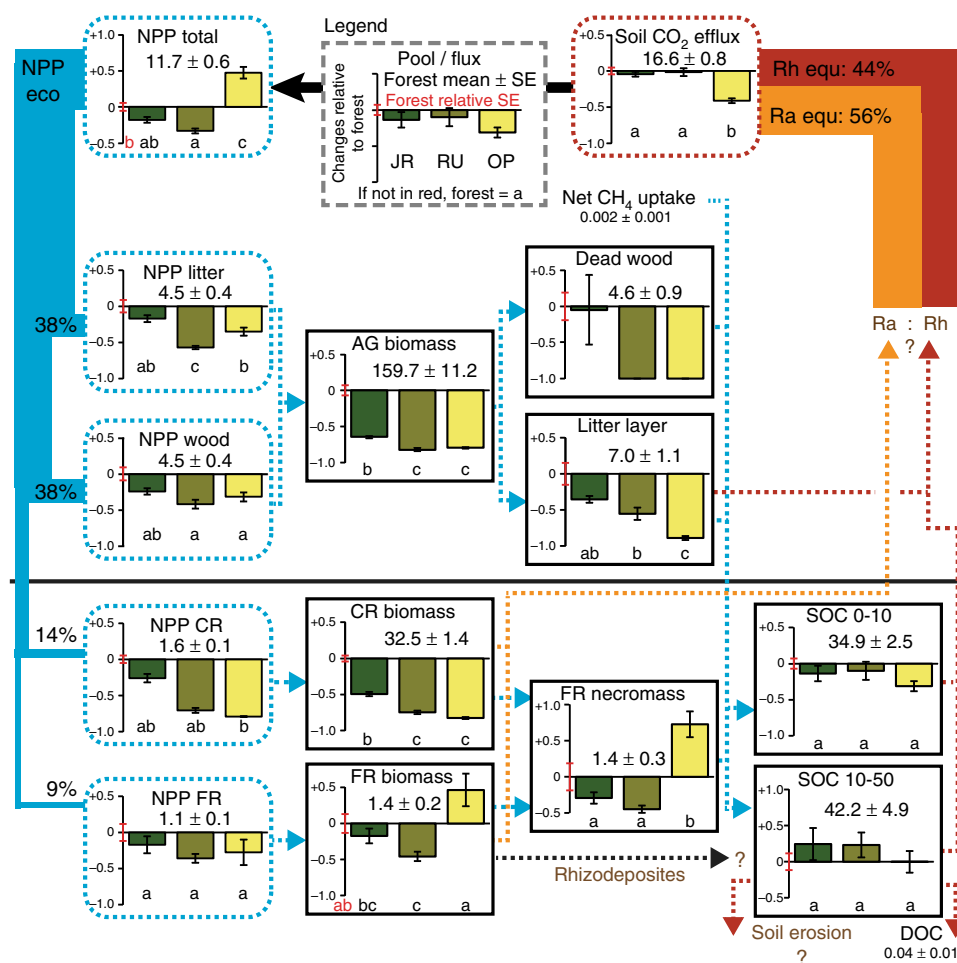 Legend
NPP
eco
NPP total
11.7 ± 0.6
+0.5
0
−0.5
b ab a c
Pool / flux
Forest mean ± SE
Forest relative SE
Changes relative
to forest
JR RU OP
If not in red, forest = a
Soil CO2 efflux
16.6 ± 0.8
+0.5
0
−0.5
a a b
Rh equ: 44%
Ra equ: 56%
Net CH4 uptake
0.002 ± 0.001
38%
NPP litter
4.5 ± 0.4
+0.5
0
−0.5
−1.0
ab c b
AG biomass
159.7 ± 11.2
+0.5
0
−0.5
−1.0
b c c
Dead wood
4.6 ± 0.9
+0.5
0
−0.5
−1.0
Ra : Rh
?
38%
NPP wood
4.5 ± 0.4
+0.5
0
−0.5
−1.0
ab a a
Litter layer
7.0 ± 1.1
+0.5
0
−0.5
−1.0
ab b c
14%
NPP CR
1.6 ± 0.1
+0.5
0
−0.5
−1.0
ab ab b
CR biomass
32.5 ± 1.4
+0.5
0
−0.5
−1.0
b c c
FR necromass
1.4 ± 0.3
+1.0
+0.5
0
−0.5
a a b
SOC 0-10
34.9 ± 2.5
+0.5
0
−0.5
−1.0
a a a
9%
NPP FR
1.1 ± 0.1
+0.5
0
−0.5
−1.0
a a a
FR biomass
1.4 ± 0.2
+0.5
0
−0.5
−1.0
ab bc c a
Rhizodeposites
?
SOC 10-50
42.2 ± 4.9
+1.0
+0.5
0
−0.5
a a a
Soil erosion
?
DOC
0.04 ± 0.01